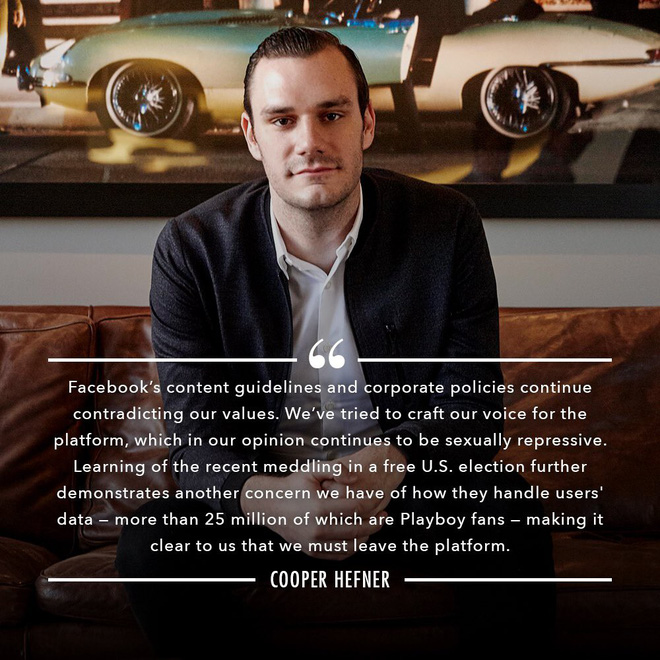 “
Facebook’s content guidelines and corporate policies continue
contradicting our values. We’ve tried to craft our voice for the
platform, which in our opinion continues to be sexually repressive.
Learning of the recent meddling in a free U.S. election further
demonstrates another concern we have of how they handle users'
data – more than 25 million of which are Playboy fans – making it
clear to us that we must leave the platform.
COOPER HEFNER